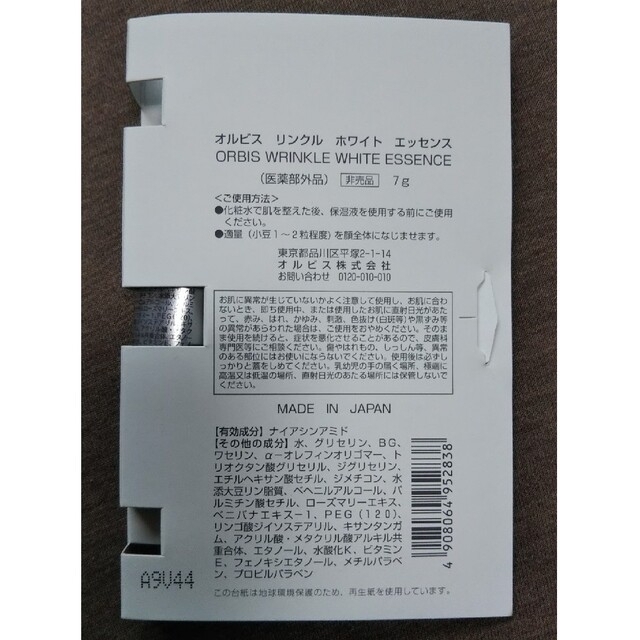 オルビス リンクル ホワイト エッセンス
ORBIS WRINKLE WHITE ESSENCE
(医薬部外品) 非売品 7g
<ご使用方法>
●化粧水で肌を整えた後、保湿液を使用する前にご使用
ください。
●適量(小豆1～2粒程度)を顔全体になじませます。
東京都品川区平塚2-1-14
オルビス株式会社
お問い合わせ 0120-010-010
お肌に異常が生じていないかよく注意して使用し、お肌に合わ
ないとき、即ち使用中、または使用したお肌に直射日光があた
って、赤み、はれ、かゆみ、刺激、色抜け(白斑等)や黒ずみ等
の異常があらわれた場合は、ご使用をおやめください。そのまま
使用を続けると、症状を悪化させることがあるので、皮膚科
専門医等にご相談ください。傷やはれもの、しっしん等、異常
のある部位にはお使いにならないでください。使用後は必ずし
っかりと蓋をしめてください。乳幼児の手の届く場所、極端に
高温又は低温の場所、直射日光のあたる場所には保管しないで
ください。
MADE IN JAPAN
【有効成分】ナイアシンアミド
【その他の成分】水、グリセリン、BG、
ワセリン、α-オレフィンオリゴマー、ト
リオクタン酸グリセリル、ジグリセリン、
エチルヘキサン酸セチル、ジメチコン、水
添大豆リン脂質、ベヘニルアルコール、パ
ルミチン酸セチル、ローズマリーエキス、
ベニバナエキス-1、PEG(120)、
リンゴ酸ジイソステアリル、キサンタンガ
ム、アクリル酸・メタクリル酸アルキル共
重合体、エタノール、水酸化K、ビタミン
E、フェノキシエタノール、メチルパラベ
ン、プロピルパラベン
4908064952838
A9V44
この台紙は地球環境保護のため、再生紙を使用しています。